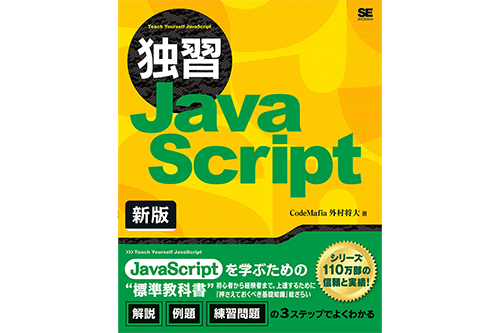 Teach Yourself JavaScript
SE
SHOEISHA
独習
Java
Script
新版
CodeMafia 外村将大 著
>>> Teach Yourself JavaScript
JavaScriptを学ぶための
“標準教科書”
初心者から経験者まで、上達するために
「押さえておくべき基礎知識」総ざらい
シリーズ
110万部の
信頼と実績!
解説 例題 練習問題 の3ステップでよくわかる